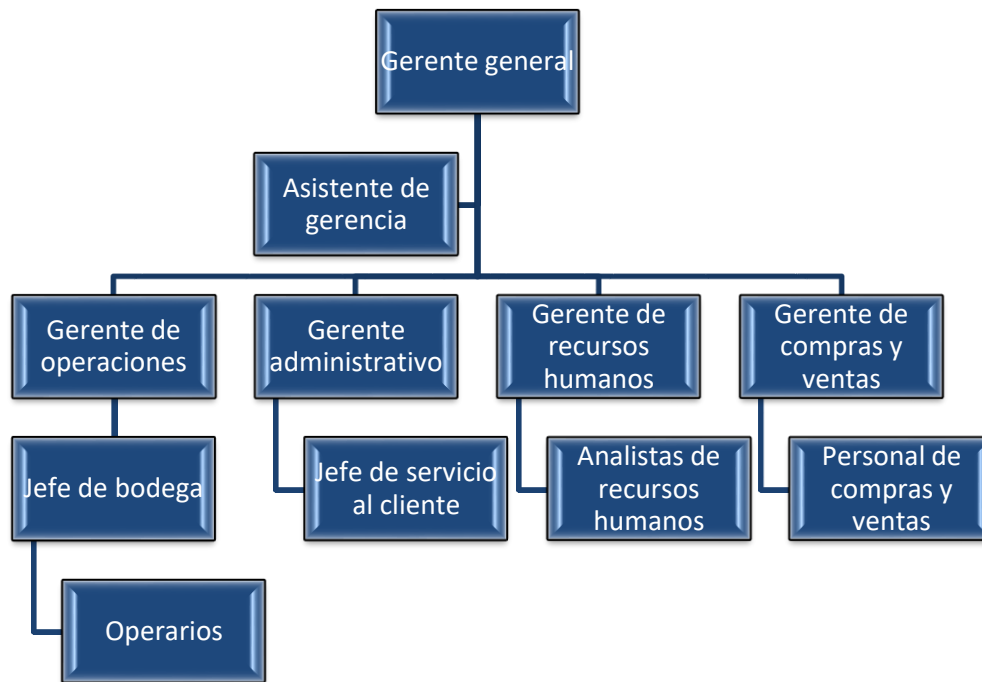 Gerente general
Asistente de
gerencia
Gerente de
operaciones
Gerente
administrativo
Gerente de
recursos
humanos
Gerente de
compras y
ventas
Jefe de bodega
Jefe de servicio
al cliente
Analistas de
recursos
humanos
Personal de
compras y
ventas
Operarios